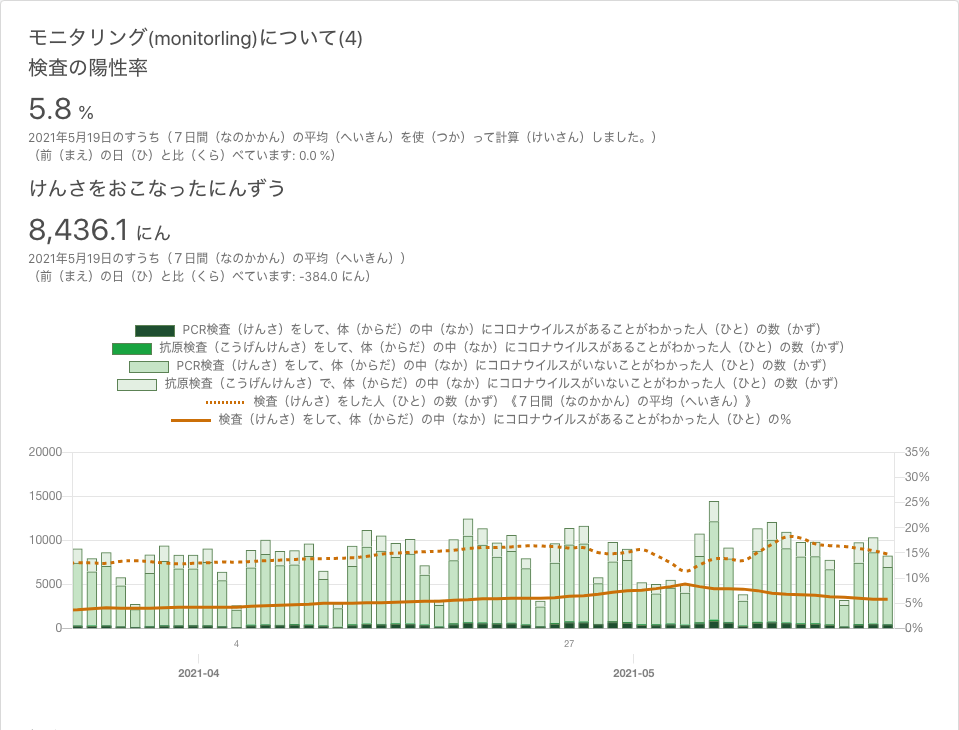 モニタリング(monitorling)について(4)
検査の陽性率
5.8 %
2021年5月19日のすうち（７日間（なのかかん）の平均（へいきん）を使（つか）って計算（けいさん）しました。）
（前（まえ）の日（ひ）と比（くら）べています: 0.0 %）
けんさをおこなったにんずう
8,436.1 にん
2021年5月19日のすうち（７日間（なのかかん）の平均（へいきん））
（前（まえ）の日（ひ）と比（くら）べています: -384.0 にん）
PCR検査（けんさ）をして、体（からだ）の中（なか）にコロナウイルスがあることがわかった人（ひと）の数（かず）
抗原検査（こうげんけんさ）をして、体（からだ）の中（なか）にコロナウイルスがあることがわかった人（ひと）の数（かず）
PCR検査（けんさ）をして、体（からだ）の中（なか）にコロナウイルスがいないことがわかった人（ひと）の数（かず）
抗原検査（こうげんけんさ）で、体（からだ）の中（なか）にコロナウイルスがいないことがわかった人（ひと）の数（かず）
検査（けんさ）をした人（ひと）の数（かず）《７日間（なのかかん）の平均（へいきん）》
検査（けんさ）をして、体（からだ）の中（なか）にコロナウイルスがあることがわかった人（ひと）の%
20000 35%
30%
15000 25%
20%
10000 15%
10%
5000 5%
0 0%
4 27
2021-04 2021-05